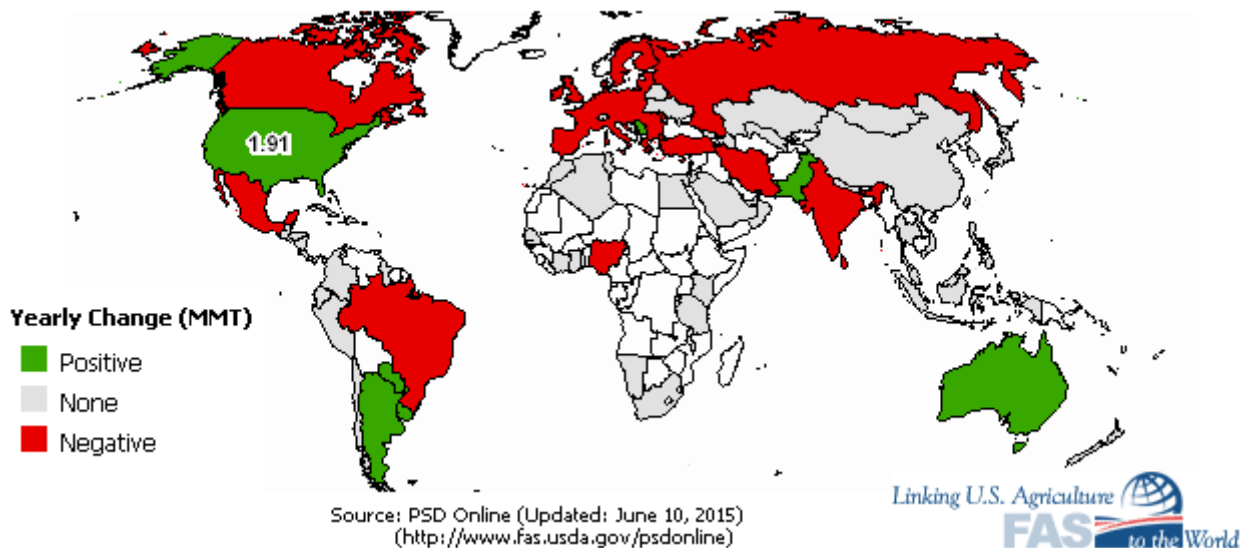 1.91
Yearly Change (MMT)
Positive
None
Negative
Source: PSD Online (Updated: June 10, 2015)
(http://www.fas.usda.gov/psdonline)
Linking U.S. Agriculture
FAS to the World